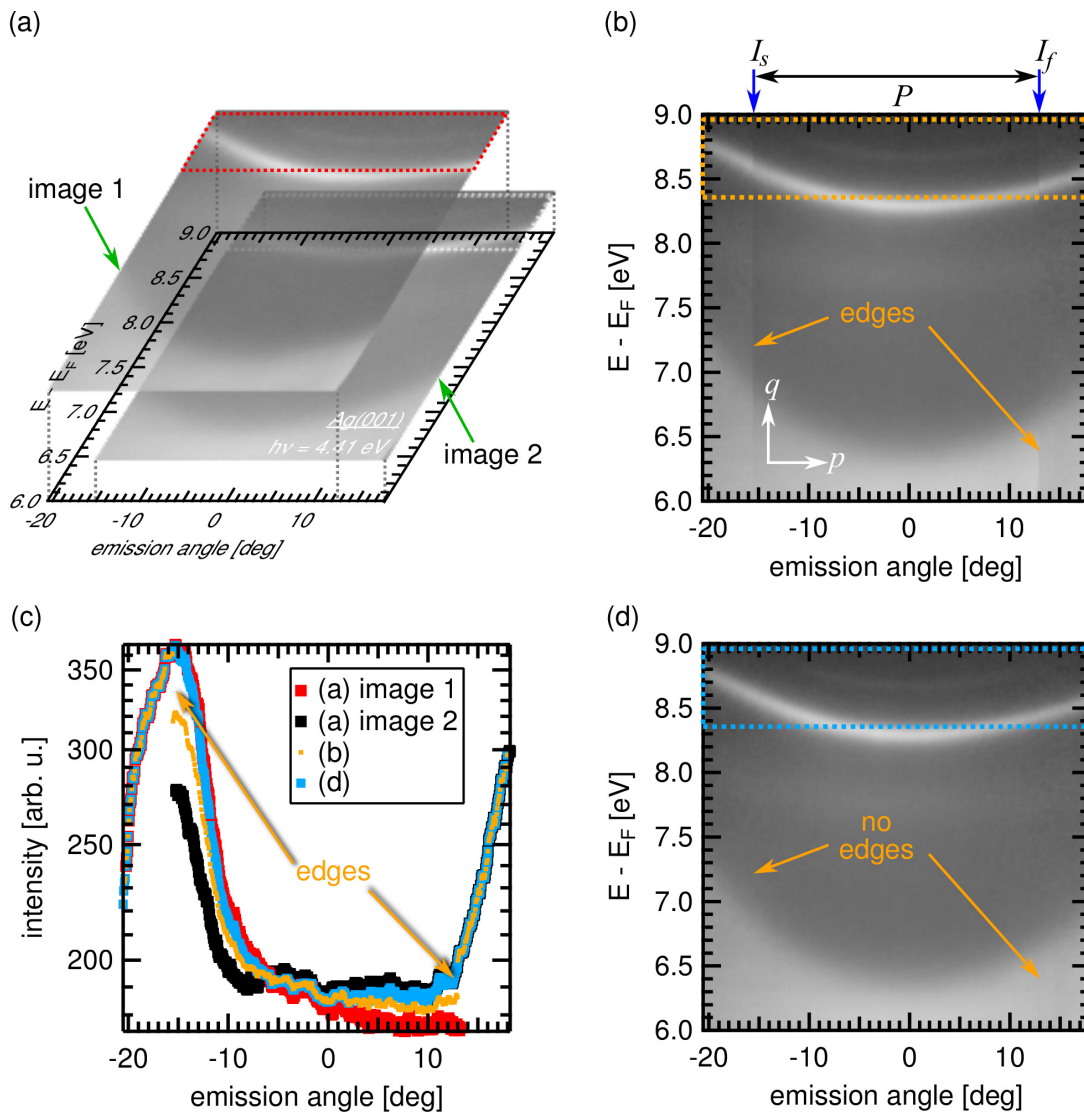 (a)
image 1
9.0
8.5
8.0
7.5
7.0
6.5
6.0
E - E_F [eV]
Ag(001)
hν = 4.41 eV
image 2
-20
-10
0
10
emission angle [deg]
(b)
I_s
I_f
P
9.0
8.5
8.0
7.5
7.0
6.5
6.0
E - E_F [eV]
edges
q
p
-20
-10
0
10
emission angle [deg]
(c)
350
300
250
200
intensity [arb. u.]
(a) image 1
(a) image 2
(b)
(d)
edges
-20
-10
0
10
emission angle [deg]
(d)
9.0
8.5
8.0
7.5
7.0
6.5
6.0
E - E_F [eV]
no
edges
-20
-10
0
10
emission angle [deg]